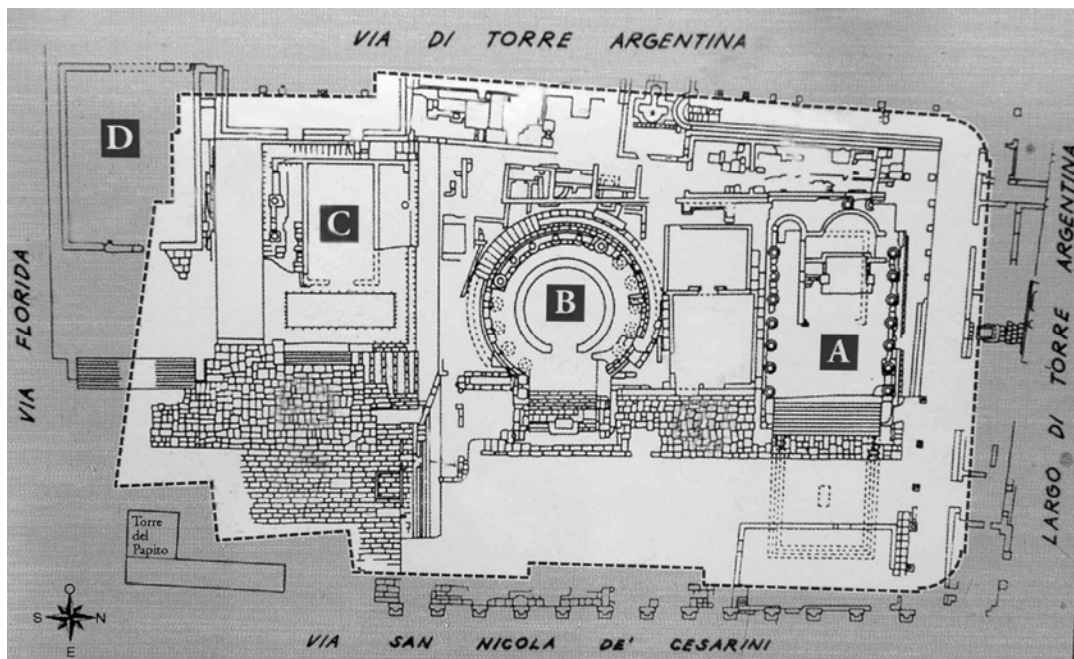 VIA DI TORRE ARGENTINA
D
C
B
A
VIA FLORIDA
LARGO DI TORRE ARGENTINA
Torre
del
Papito
O
S N
E
VIA SAN NICOLA DE' CESARINI